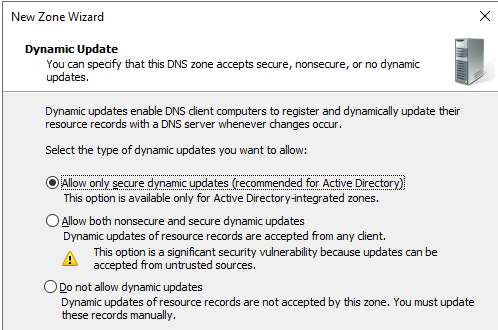 New Zone Wizard
Dynamic Update
You can specify that this DNS zone accepts secure, nonsecure, or no dynamic
updates.
Dynamic updates enable DNS client computers to register and dynamically update their
resource records with a DNS server whenever changes occur.
Select the type of dynamic updates you want to allow:
Allow only secure dynamic updates (recommended for Active Directory)
This option is available only for Active Directory-integrated zones.
Allow both nonsecure and secure dynamic updates
Dynamic updates of resource records are accepted from any client.
This option is a significant security vulnerability because updates can be
accepted from untrusted sources.
Do not allow dynamic updates
Dynamic updates of resource records are not accepted by this zone. You must update
these records manually.